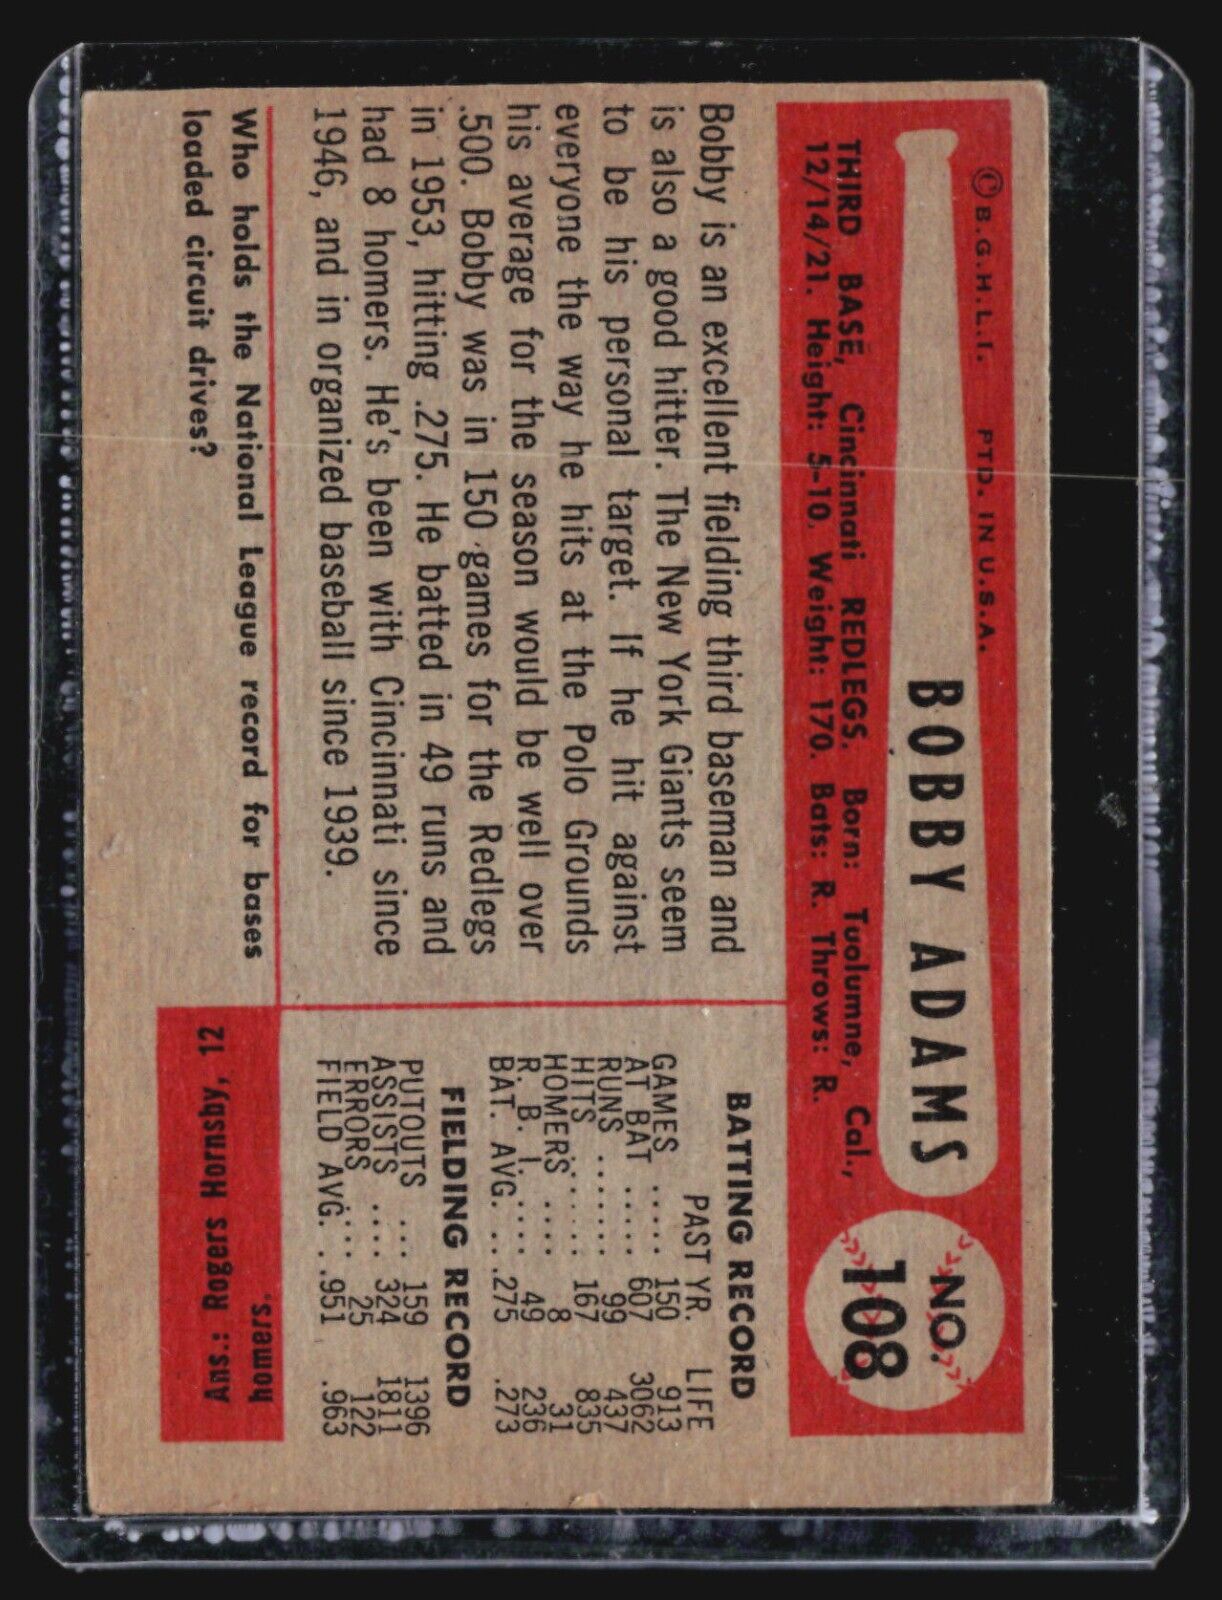 © B.G.H.L.I. PTD. IN U.S.A.
BOBBY ADAMS
NO.
108
THIRD BASE, Cincinnati REDLEGS. Born: Tuolumne, Cal.,
12/14/21. Height: 5-10. Weight: 170. Bats: R. Throws: R.
Bobby is an excellent fielding third baseman and
is also a good hitter. The New York Giants seem
to be his personal target. If he hit against
everyone the way he hits at the Polo Grounds
his average for the season would be well over
.500. Bobby was in 150 games for the Redlegs
in 1953, hitting .275. He batted in 49 runs and
had 8 homers. He's been with Cincinnati since
1946, and in organized baseball since 1939.
BATTING RECORD
PAST YR. LIFE
GAMES ..... 150 913
AT BAT ..... 607 3062
RUNS ....... 99 437
HITS ....... 167 835
HOMERS .... 8 31
R. B. I. ..... 49 236
BAT. AVG. .. .275 .273
FIELDING RECORD
PUTOUTS ... 159 1396
ASSISTS .... 324 1811
ERRORS .... 25 122
FIELD AVG. .. .951 .963
Who holds the National League record for bases
loaded circuit drives?
Ans.: Rogers Hornsby, 12
homers.